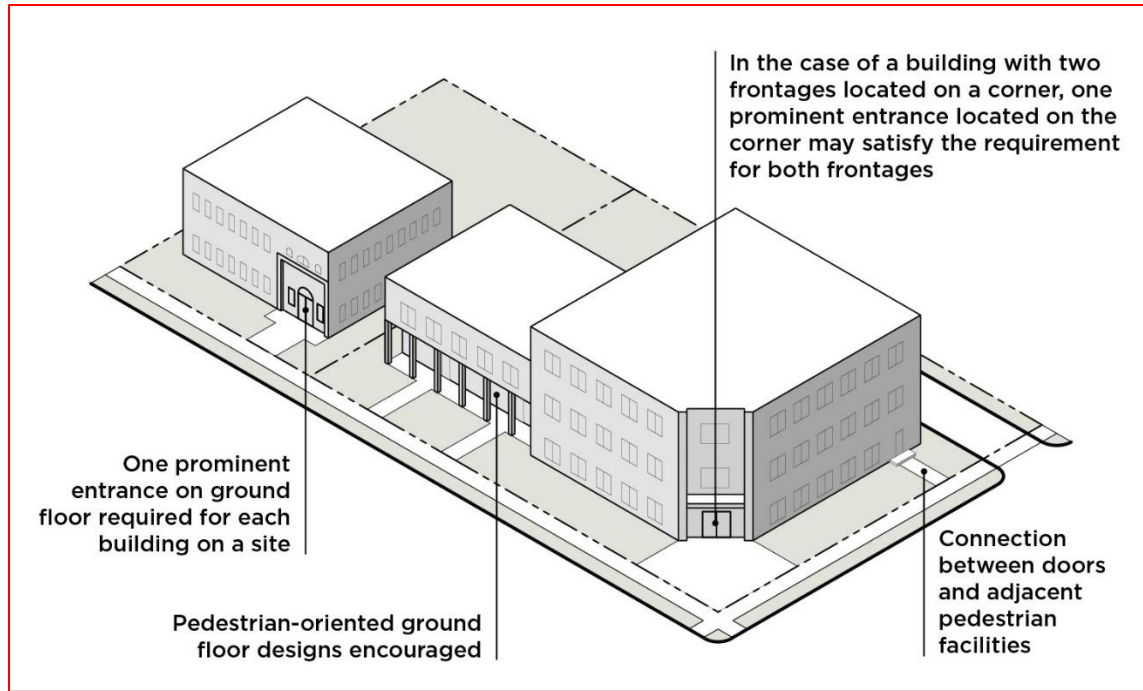 In the case of a building with two
frontages located on a corner, one
prominent entrance located on the
corner may satisfy the requirement
for both frontages
One prominent
entrance on ground
floor required for each
building on a site
Pedestrian-oriented ground
floor designs encouraged
Connection
between doors
and adjacent
pedestrian
facilities